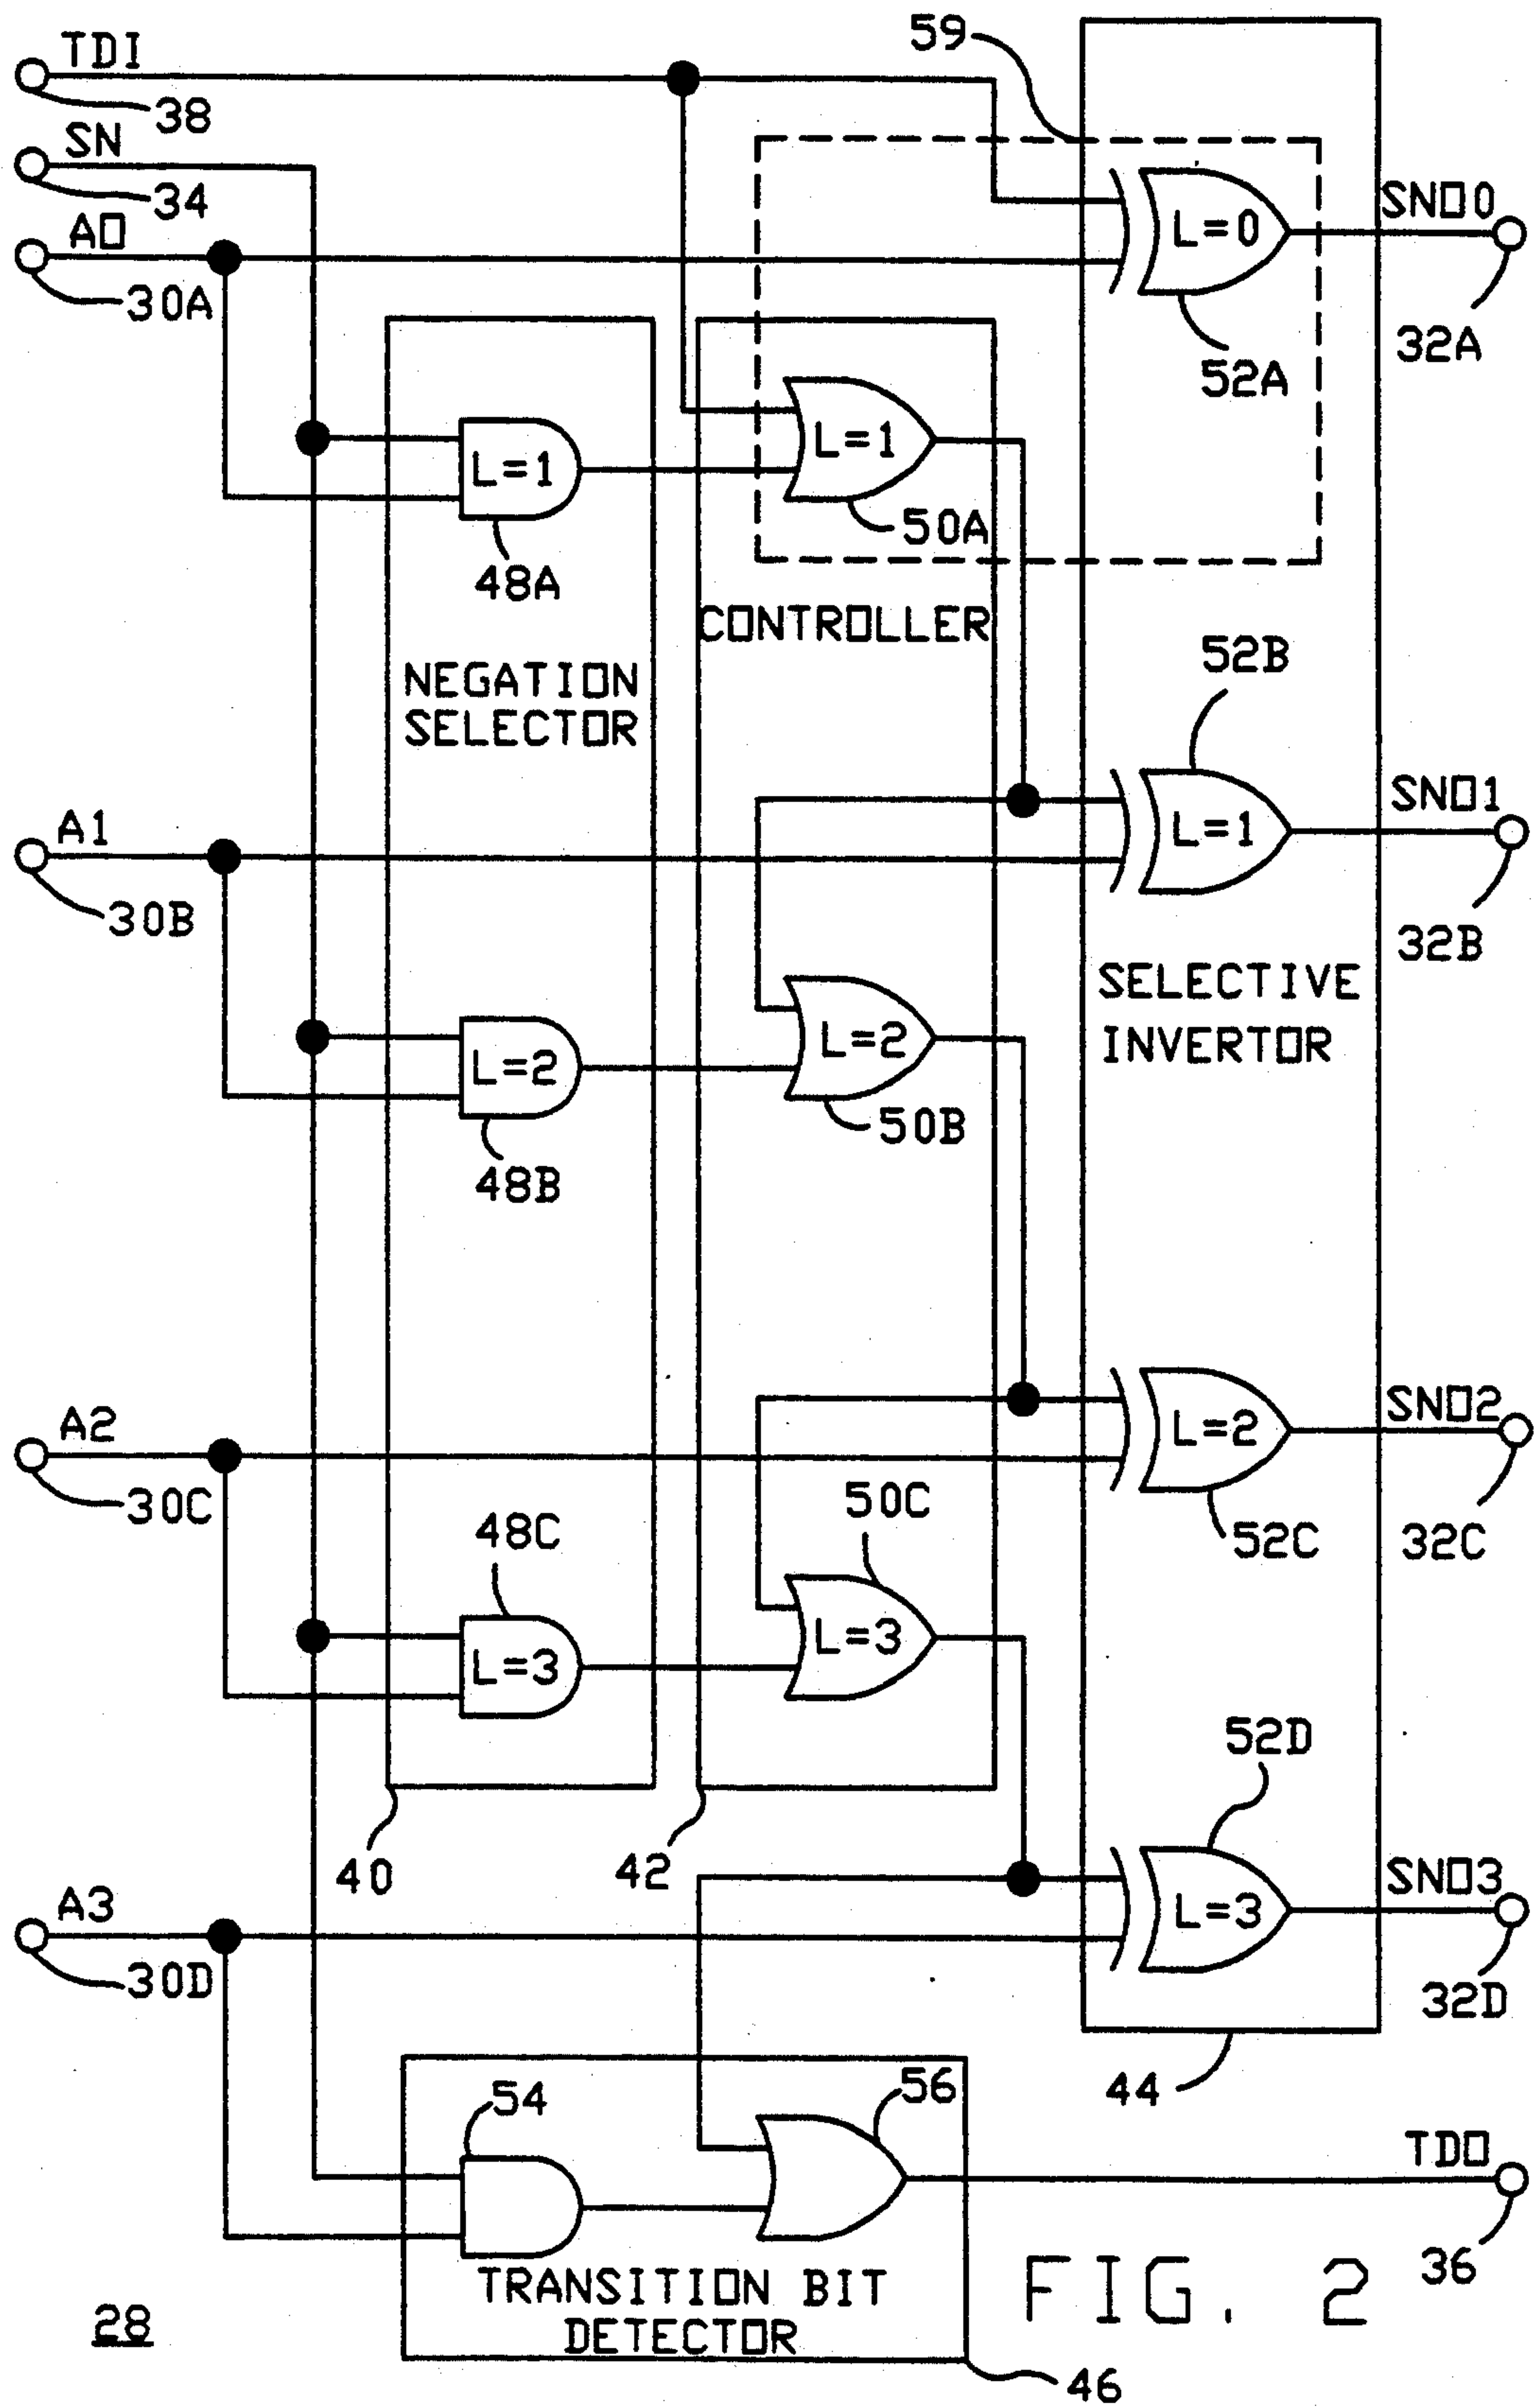 59
TDI
38
SN
34
A0
30A
L=0
SNO0
32A
52A
L=1
L=1
50A
48A
CONTROLLER
NEGATION
SELECTOR
52B
A1
30B
L=1
SNO1
32B
SELECTIVE
INVERTOR
L=2
L=2
50B
48B
A2
30C
L=2
SNO2
32C
52C
50C
48C
L=3
L=3
52D
40
42
A3
30D
L=3
SNO3
32D
44
54
56
TDO
36
TRANSITION BIT
DETECTOR
46
28
FIG. 2